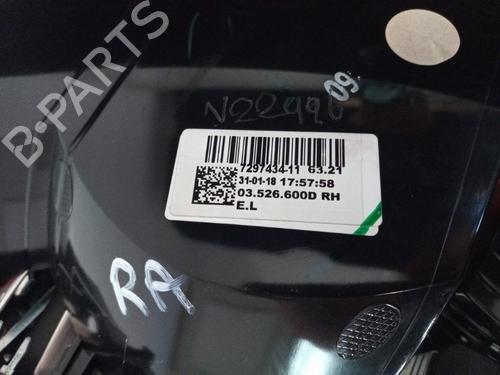 B-PARTS
N22990
09
7297434-11 63.21
31-01-18 17:57:58
03.526.600D RH
E.L
RA